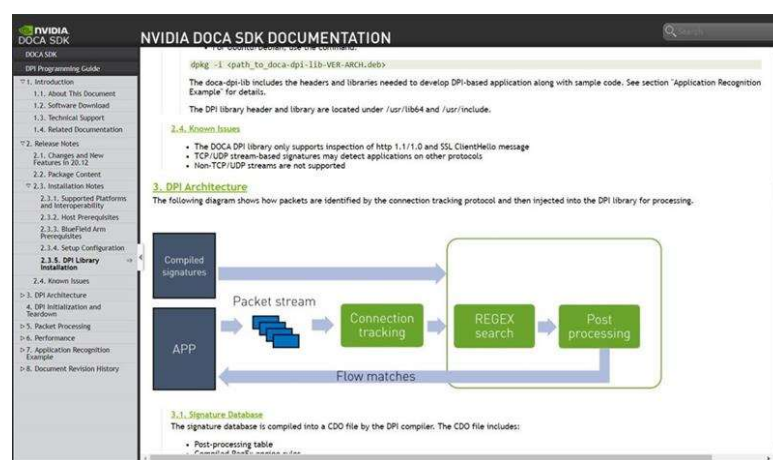 NVIDIA
DOCA SDK
NVIDIA DOCA SDK DOCUMENTATION
Search
DOCA SDK
DPI Programming Guide
1. Introduction
1.1. About This Document
1.2. Software Download
1.3. Technical Support
1.4. Related Documentation
2. Release Notes
2.1. Changes and New
Features in 20.12
2.2. Package Content
2.3. Installation Notes
2.3.1. Supported Platforms
and Interoperability
2.3.2. Host Prerequisites
2.3.3. BlueField Arm
Prerequisites
2.3.4. Setup Configuration
2.3.5. DPI Library
Installation
2.4. Known Issues
3. DPI Architecture
4. DPI Initialization and
Teardown
5. Packet Processing
6. Performance
7. Application Recognition
Example
8. Document Revision History
• For Ubuntu/Debian, use the command:
dpkg -i <path_to_doca-dpi-lib-VER-ARCH.deb>
The doca-dpi-lib includes the headers and libraries needed to develop DPI-based application along with sample code. See section "Application Recognition
Example" for details.
The DPI library header and library are located under /usr/lib64 and /usr/include.
2.4. Known Issues
• The DOCA DPI library only supports inspection of http 1.1/1.0 and SSL ClientHello message
• TCP/UDP stream-based signatures may detect applications on other protocols
• Non-TCP/UDP streams are not supported
3. DPI Architecture
The following diagram shows how packets are identified by the connection tracking protocol and then injected into the DPI library for processing.
Compiled
signatures
Packet stream
APP
Connection
tracking
REGEX
search
Post
processing
Flow matches
3.1. Signature Database
The signature database is compiled into a CDO file by the DPI compiler. The CDO file includes:
• Post-processing table
• Compiled RegEx engine rules